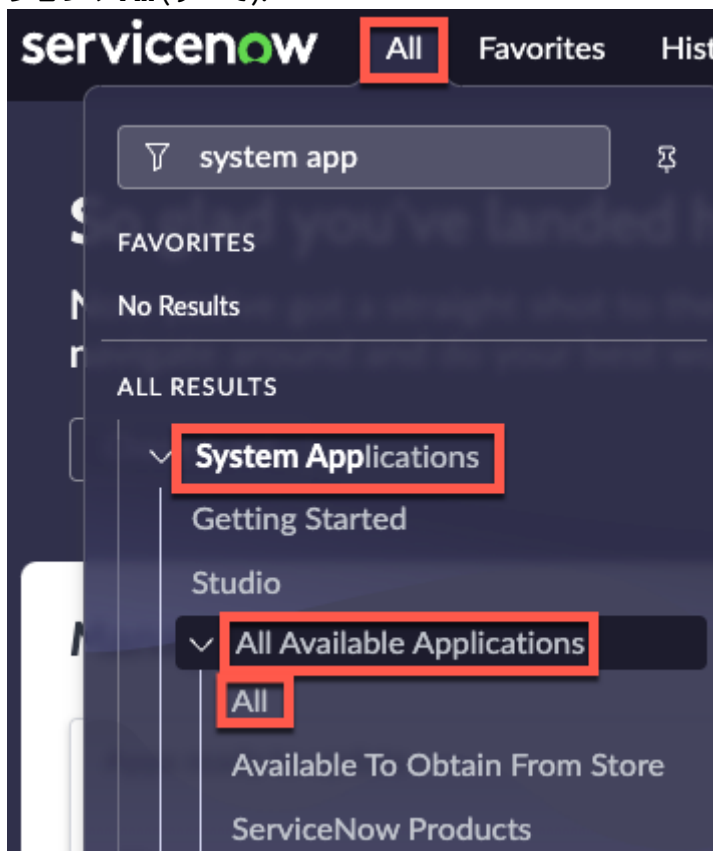 servicenow All Favorites Hist
system app
FAVORITES
No Results
ALL RESULTS
System Applications
Getting Started
Studio
All Available Applications
All
Available To Obtain From Store
ServiceNow Products